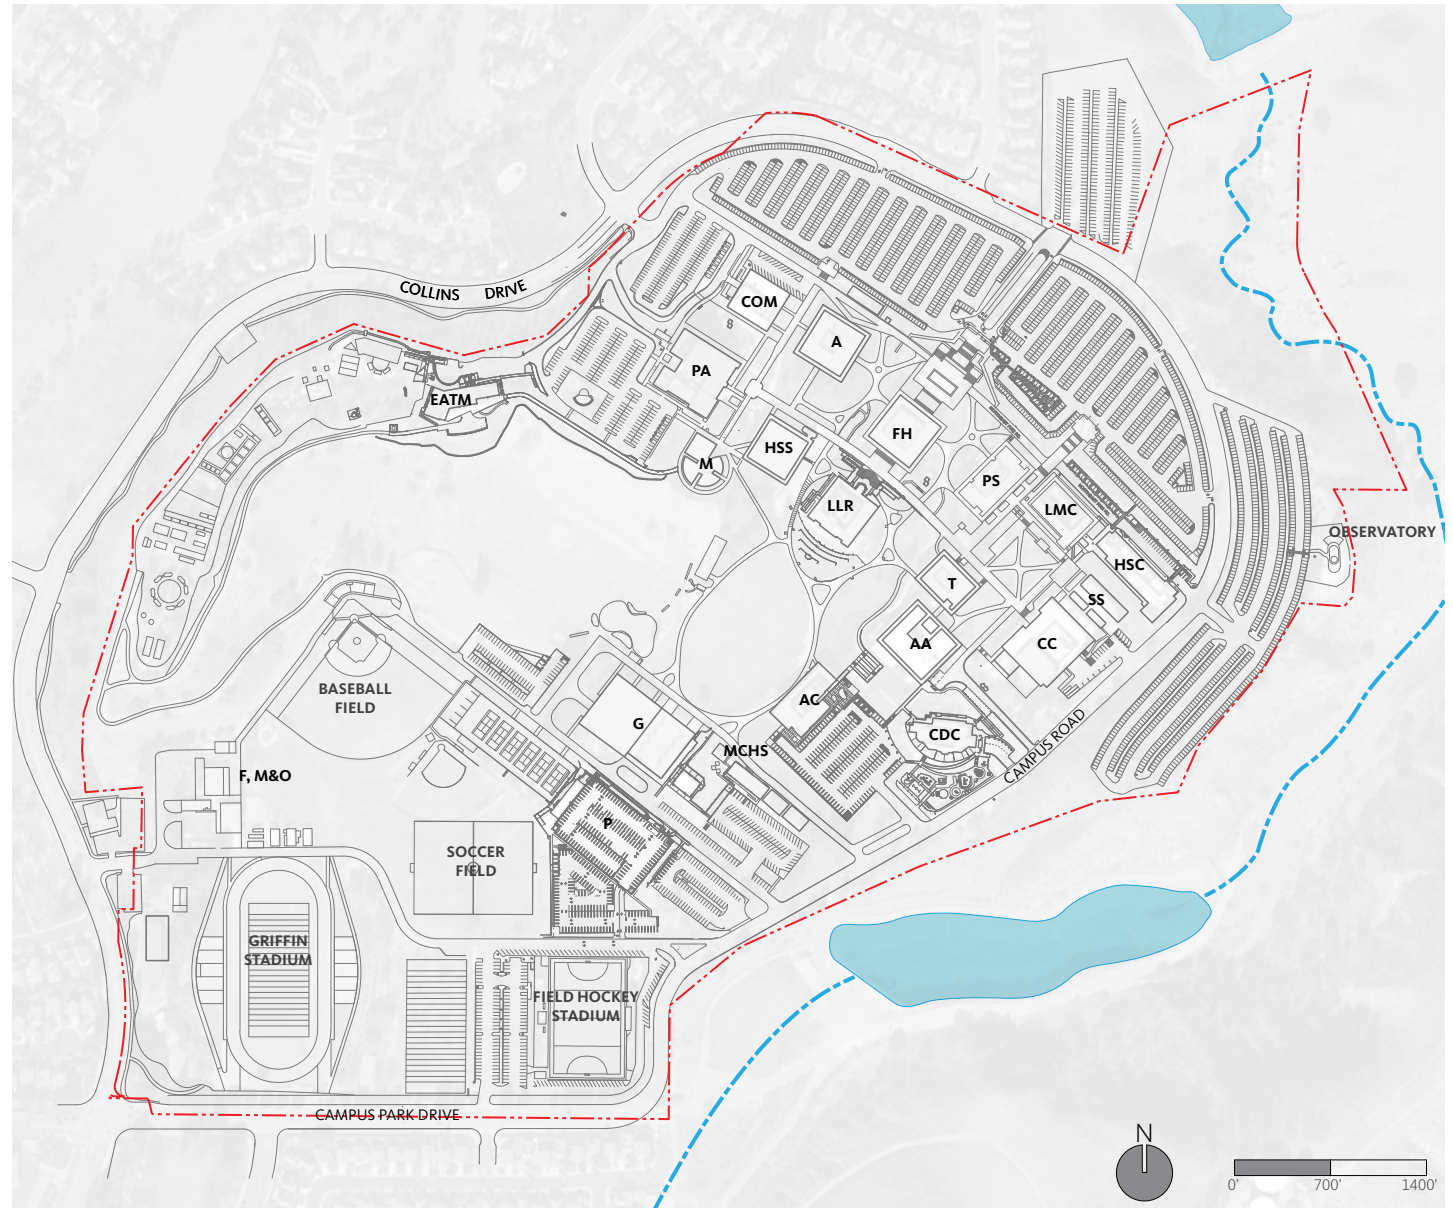 COLLINS DRIVE
COM
A
PA
EATM
FH
HSS
M
PS
LLR
LMC
OBSERVATORY
HSC
T
SS
AA
CC
BASEBALL
FIELD
AC
G
CDC
MCHS
CAMPUS ROAD
F, M&O
P
SOCCER
FIELD
GRIFFIN
STADIUM
FIELD HOCKEY
STADIUM
CAMPUS PARK DRIVE
N
0' 700' 1400'